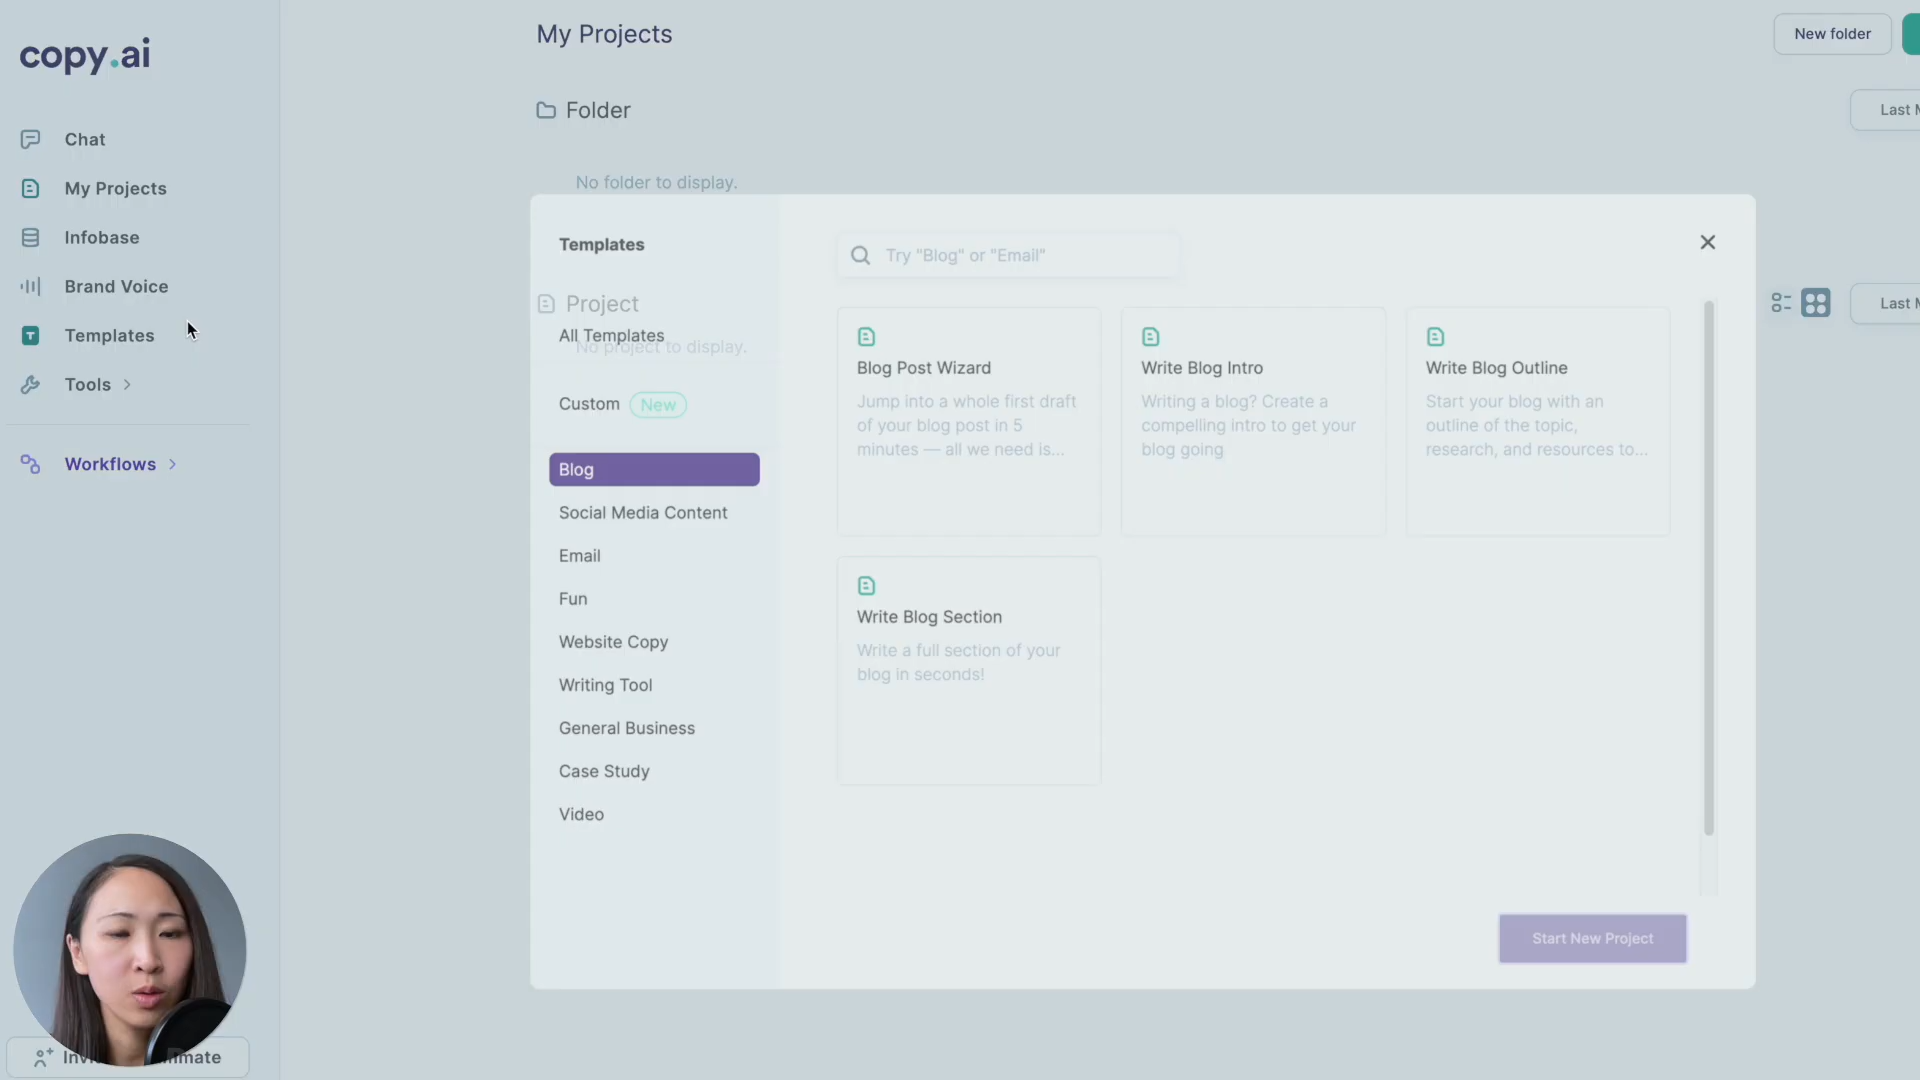 copy.ai
Chat
My Projects
Infobase
Brand Voice
Templates
Tools
Workflows
My Projects
New folder
Folder
Last M
No folder to display.
Templates
Try "Blog" or "Email"
Project
Last M
All Templates
No project to display.
Custom New
Blog
Social Media Content
Email
Fun
Website Copy
Writing Tool
General Business
Case Study
Video
Blog Post Wizard
Jump into a whole first draft
of your blog post in 5
minutes — all we need is...
Write Blog Intro
Writing a blog? Create a
compelling intro to get your
blog going
Write Blog Outline
Start your blog with an
outline of the topic,
research, and resources to...
Write Blog Section
Write a full section of your
blog in seconds!
Start New Project